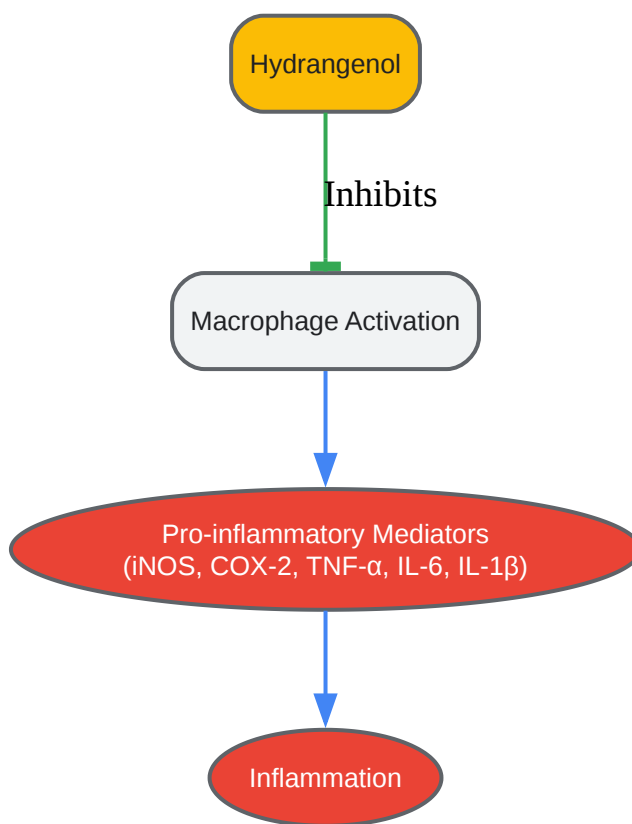 Hydrangenol
Inhibits
Macrophage Activation
Pro-inflammatory Mediators
(iNOS, COX-2, TNF-α, IL-6, IL-1β)
Inflammation